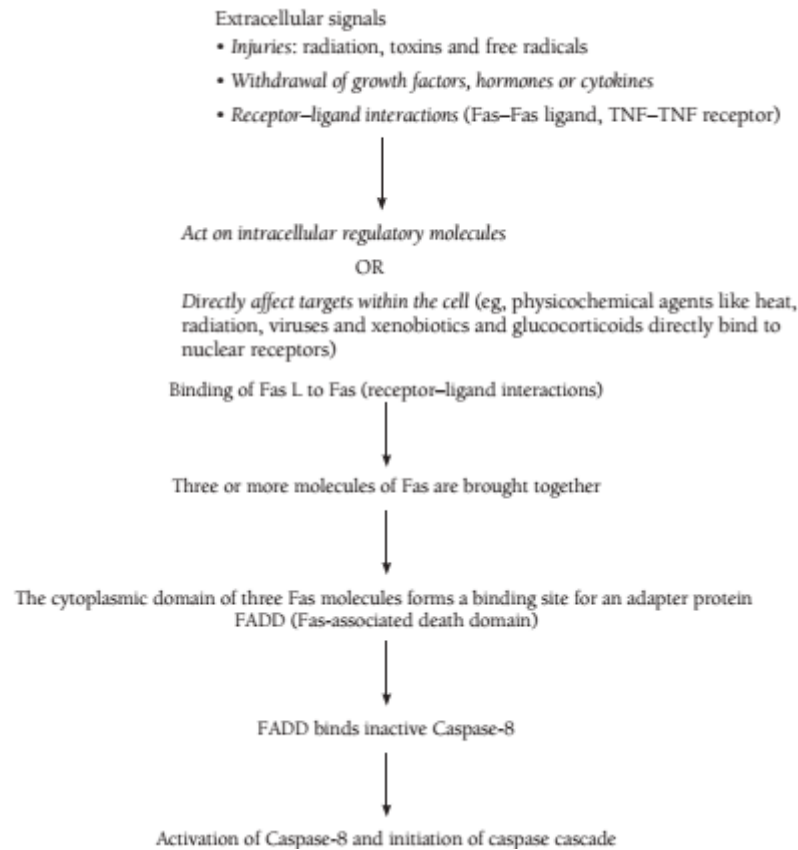 Extracellular signals
• Injuries: radiation, toxins and free radicals
• Withdrawal of growth factors, hormones or cytokines
• Receptor–ligand interactions (Fas–Fas ligand, TNF–TNF receptor)
Act on intracellular regulatory molecules
OR
Directly affect targets within the cell (eg, physicochemical agents like heat,
radiation, viruses and xenobiotics and glucocorticoids directly bind to
nuclear receptors)
Binding of Fas L to Fas (receptor–ligand interactions)
Three or more molecules of Fas are brought together
The cytoplasmic domain of three Fas molecules forms a binding site for an adapter protein
FADD (Fas-associated death domain)
FADD binds inactive Caspase-8
Activation of Caspase-8 and initiation of caspase cascade